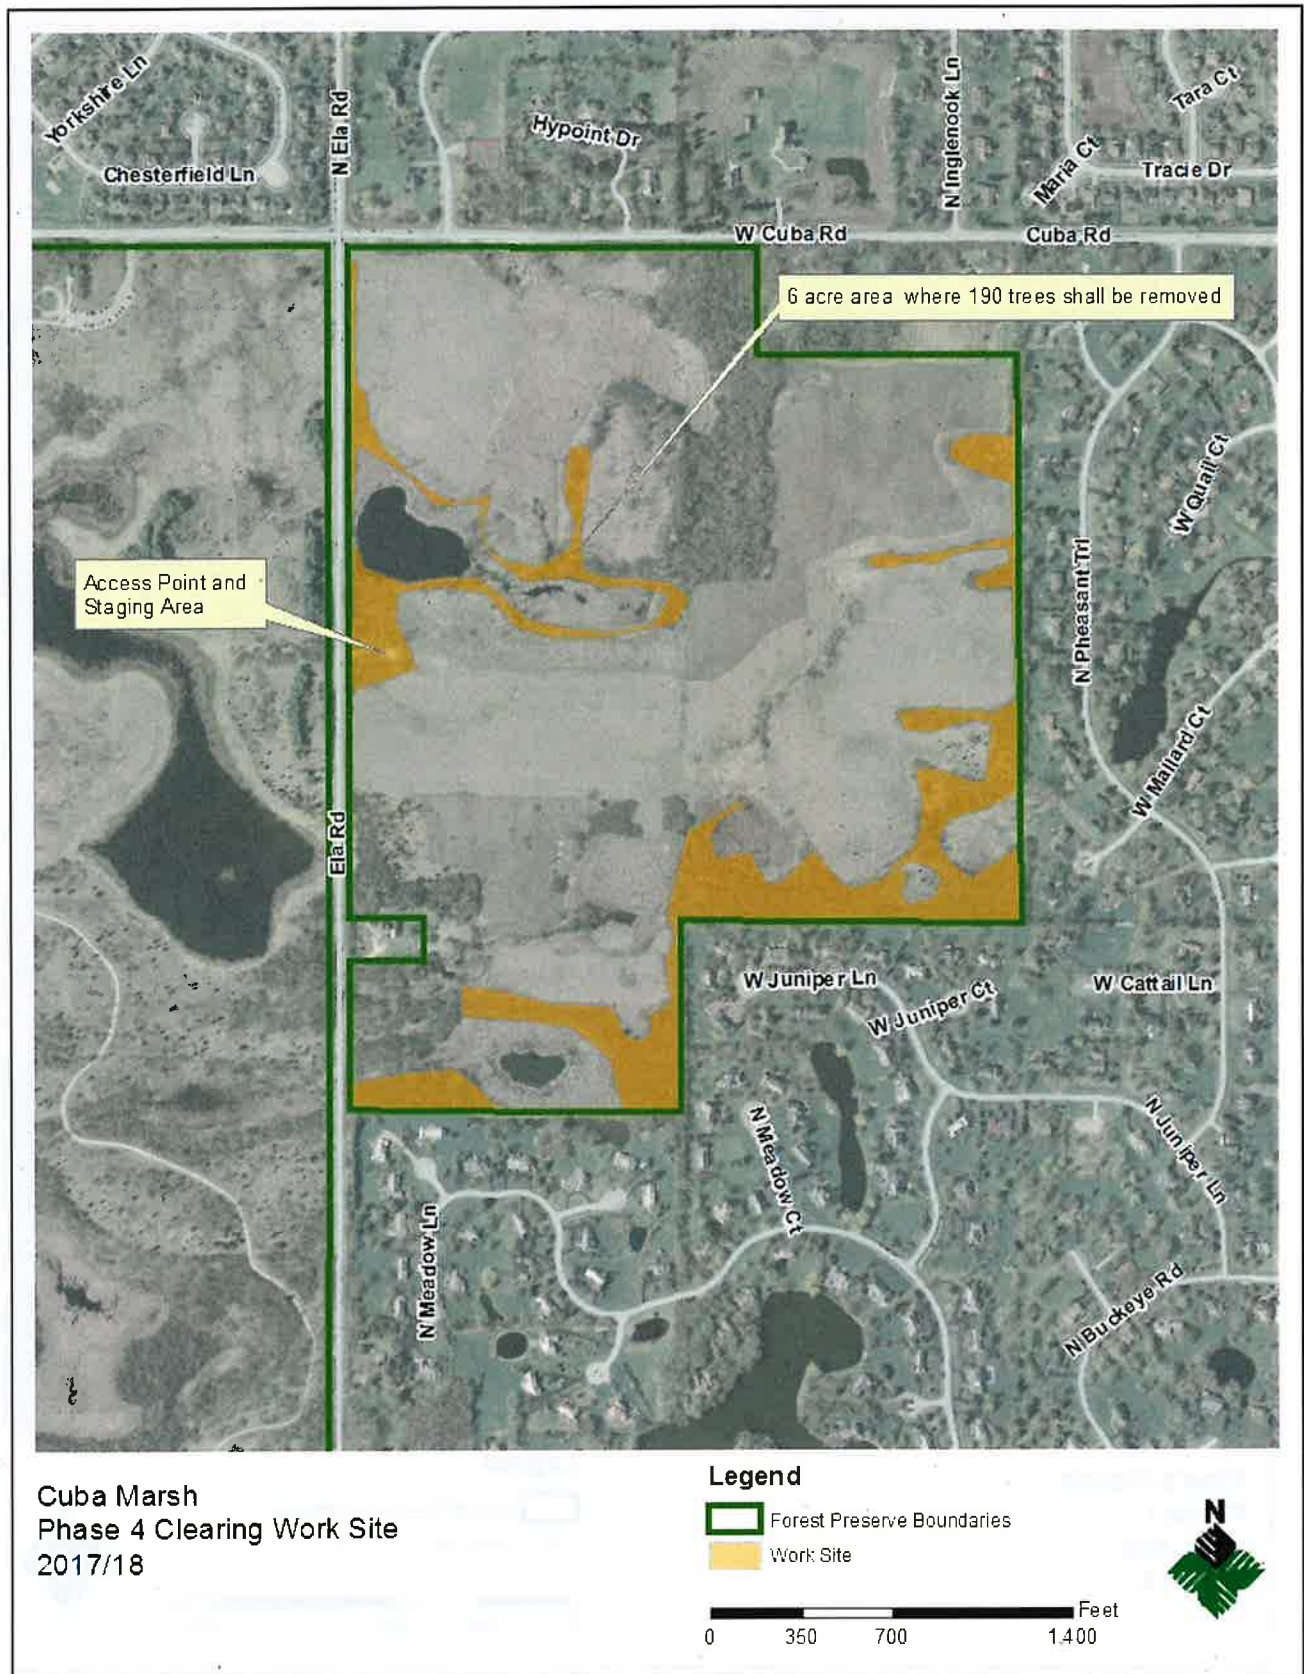 Yorkshire Ln
Chesterfield Ln
N Ela Rd
Hypoint Dr
N Inglenook Ln
Maria Ct
Tara Ct
Tracie Dr
W Cuba Rd
Cuba Rd
6 acre area where 190 trees shall be removed
W Quail Ct
Access Point and
Staging Area
N Pheasant Trl
W Mallard Ct
Ela Rd
W Juniper Ln
W Juniper Ct
W Cattail Ln
N Meadow Ct
N Juniper Ln
N Meadow Ln
N Buckeye Rd
Cuba Marsh
Phase 4 Clearing Work Site
2017/18
Legend
Forest Preserve Boundaries
Work Site
N
Feet
0 350 700 1,400